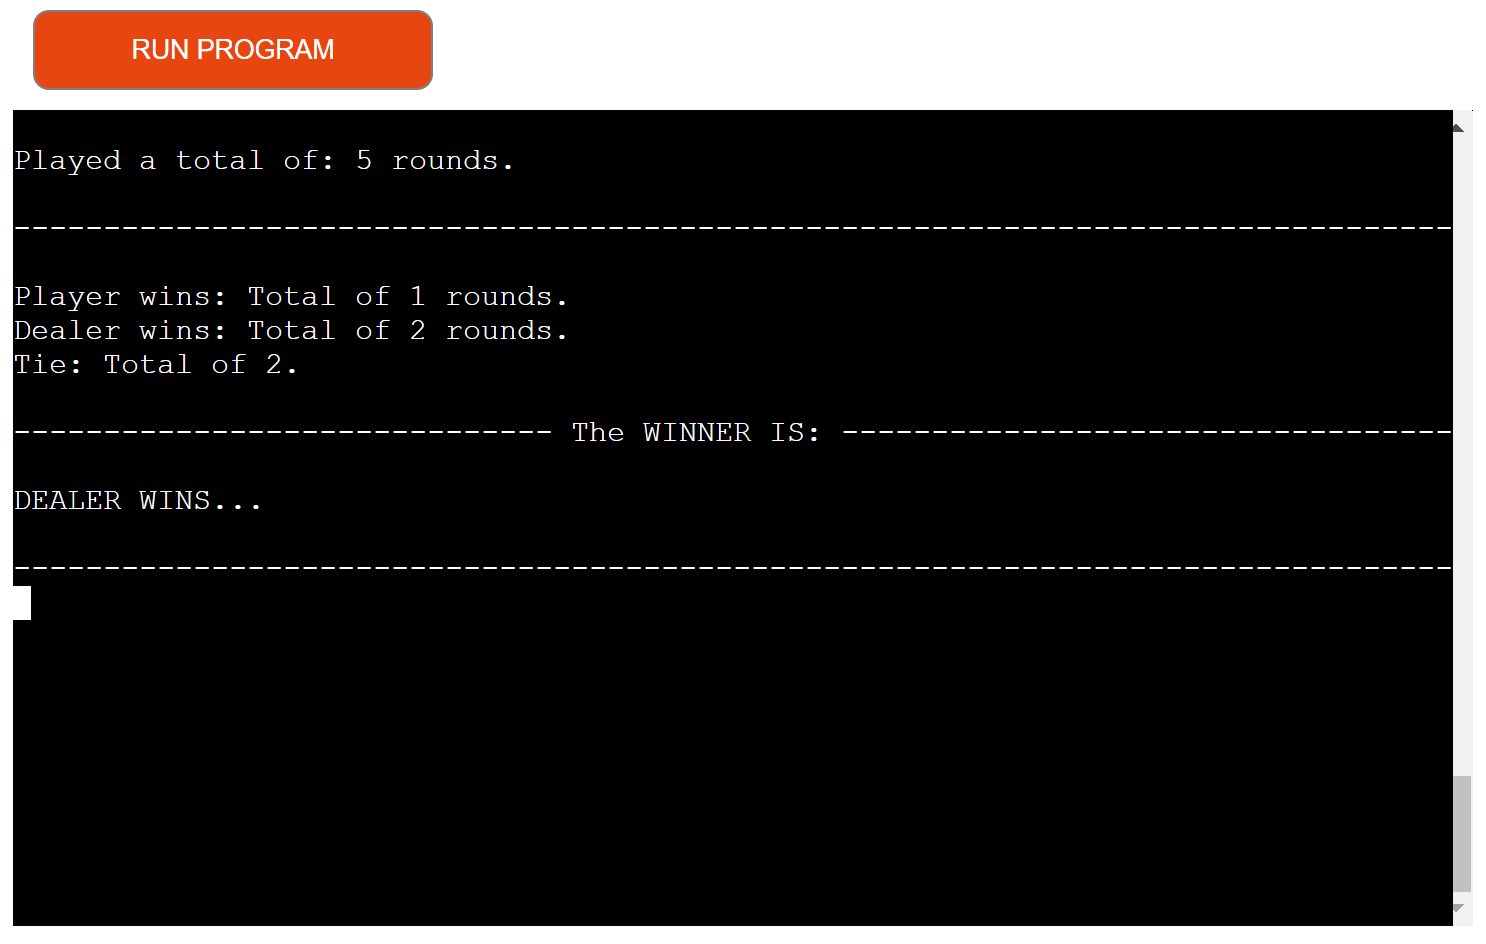 RUN PROGRAM
Played a total of: 5 rounds.
--------------------------------------------------------------------------------
Player wins: Total of 1 rounds.
Dealer wins: Total of 2 rounds.
Tie: Total of 2.
------------------------------ The WINNER IS: ----------------------------------
DEALER WINS...
--------------------------------------------------------------------------------